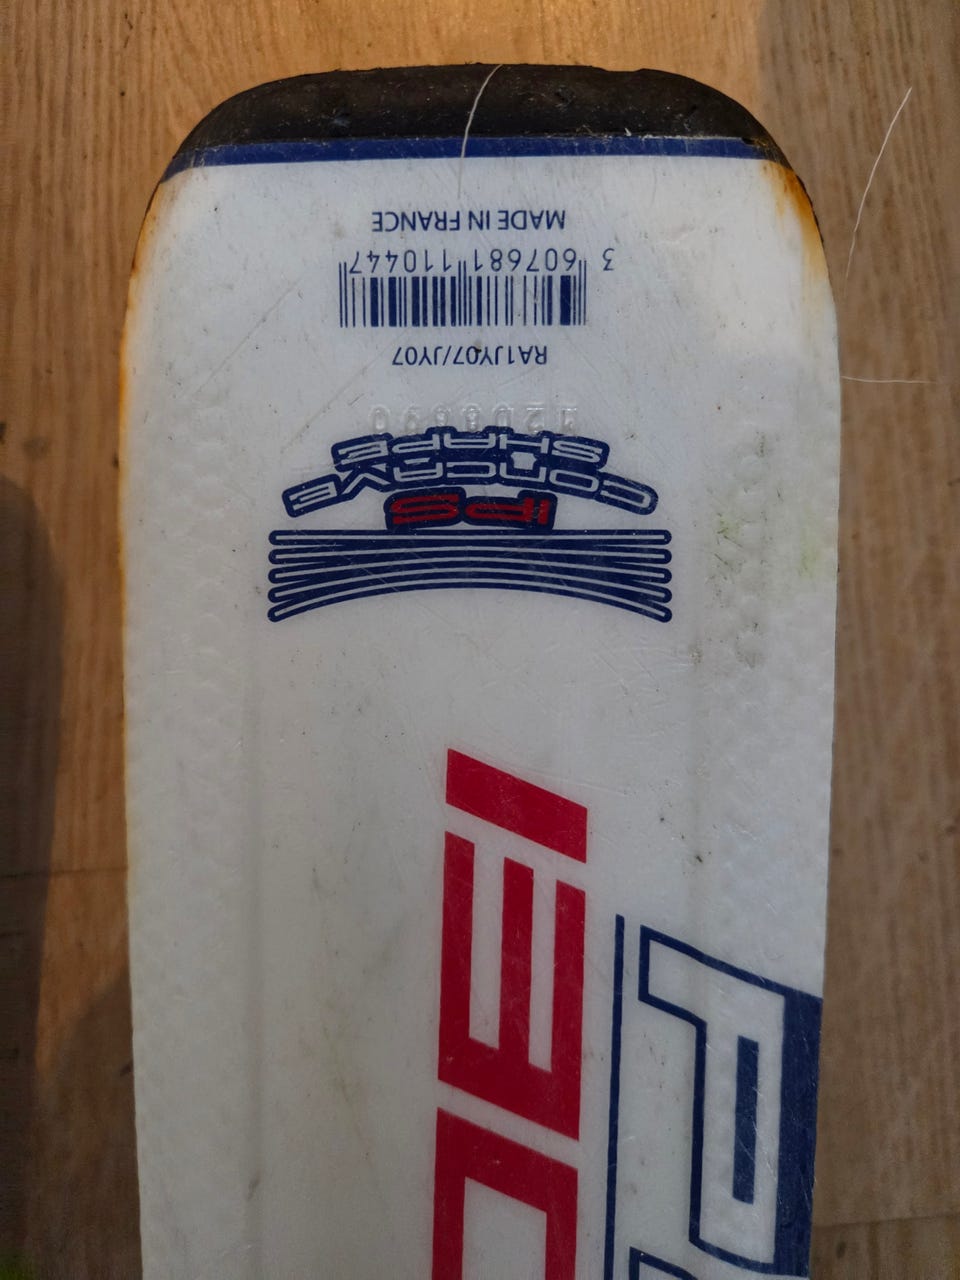 IPS
CONCAVE
SHAPE
RA1JY07/JY07
3 607681 110447
MADE IN FRANCE